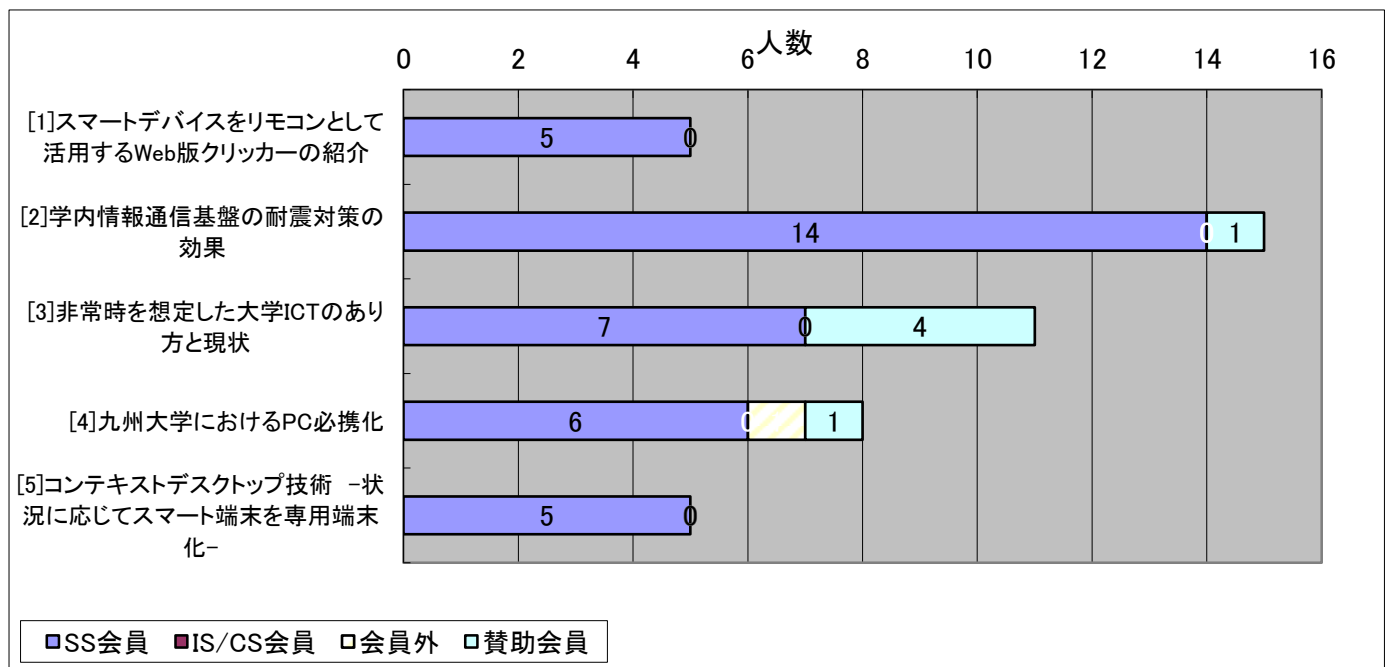 人数
0 2 4 6 8 10 12 14 16
[1]スマートデバイスをリモコンとして
活用するWeb版クリッカーの紹介
5 0
[2]学内情報通信基盤の耐震対策の
効果
14 0 1
[3]非常時を想定した大学ICTのあり
方と現状
7 0 4
[4]九州大学におけるPC必携化
6 0 1
[5]コンテキストデスクトップ技術 -状
況に応じてスマート端末を専用端末
化-
5 0
SS会員 IS/CS会員 会員外 賛助会員